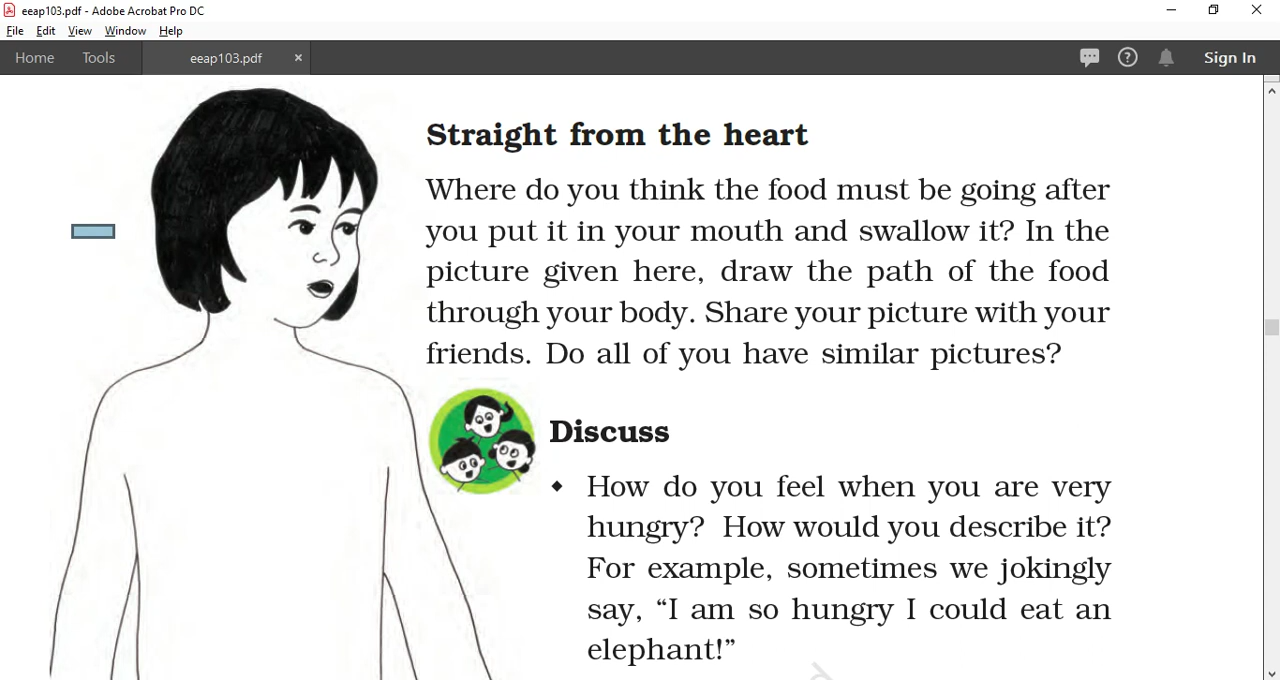 eeap103.pdf - Adobe Acrobat Pro DC
File Edit View Window Help
Home Tools eeap103.pdf × Sign In
Straight from the heart
Where do you think the food must be going after
you put it in your mouth and swallow it? In the
picture given here, draw the path of the food
through your body. Share your picture with your
friends. Do all of you have similar pictures?
Discuss
◆ How do you feel when you are very
hungry? How would you describe it?
For example, sometimes we jokingly
say, “I am so hungry I could eat an
elephant!”